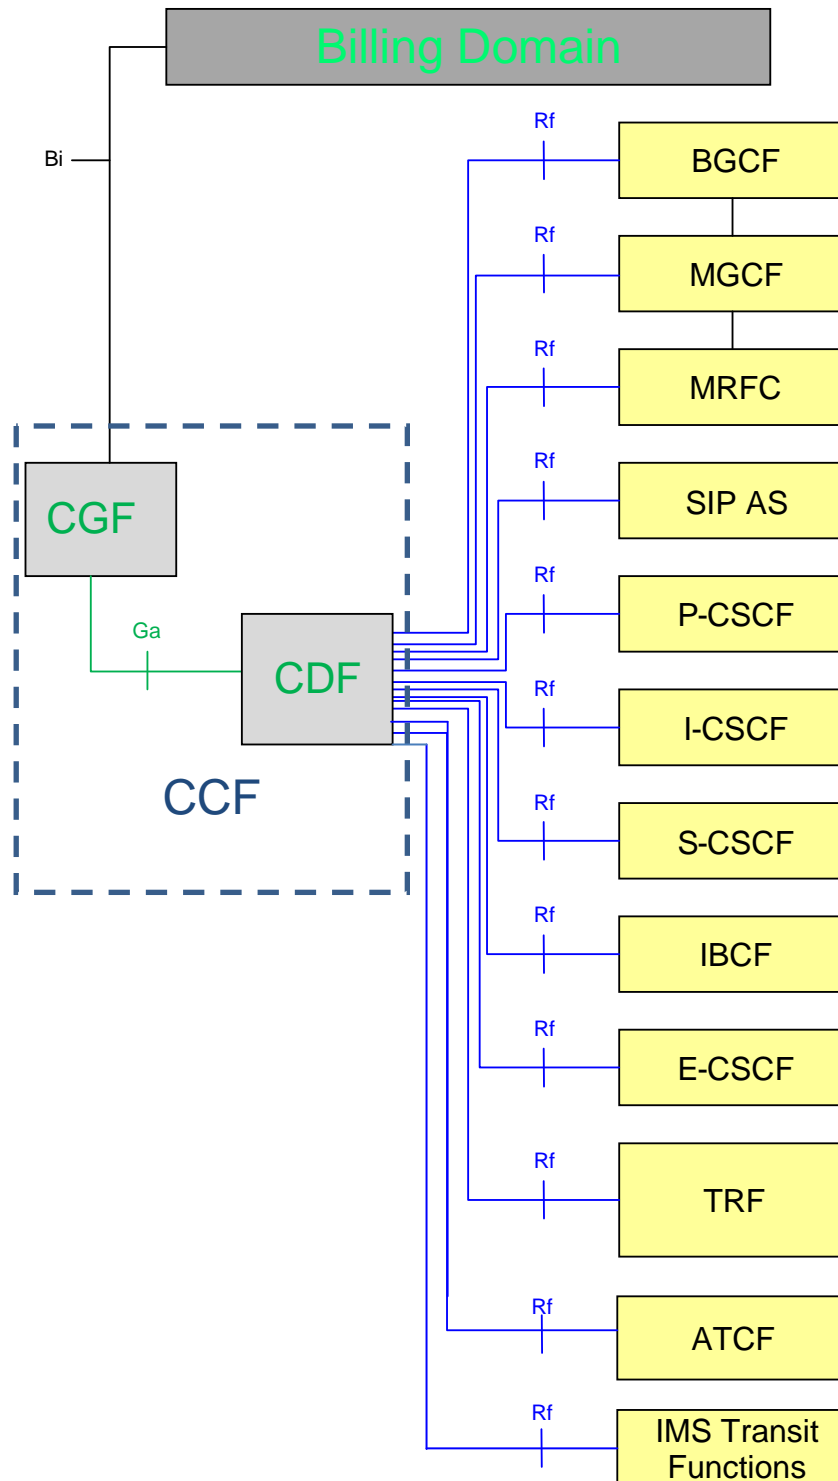 Billing Domain
Bi
Rf
BGCF
Rf
MGCF
Rf
MRFC
Rf
SIP AS
CGF
Rf
P-CSCF
Ga
CDF
Rf
I-CSCF
CCF
Rf
S-CSCF
Rf
IBCF
Rf
E-CSCF
Rf
TRF
Rf
ATCF
Rf
IMS Transit
Functions